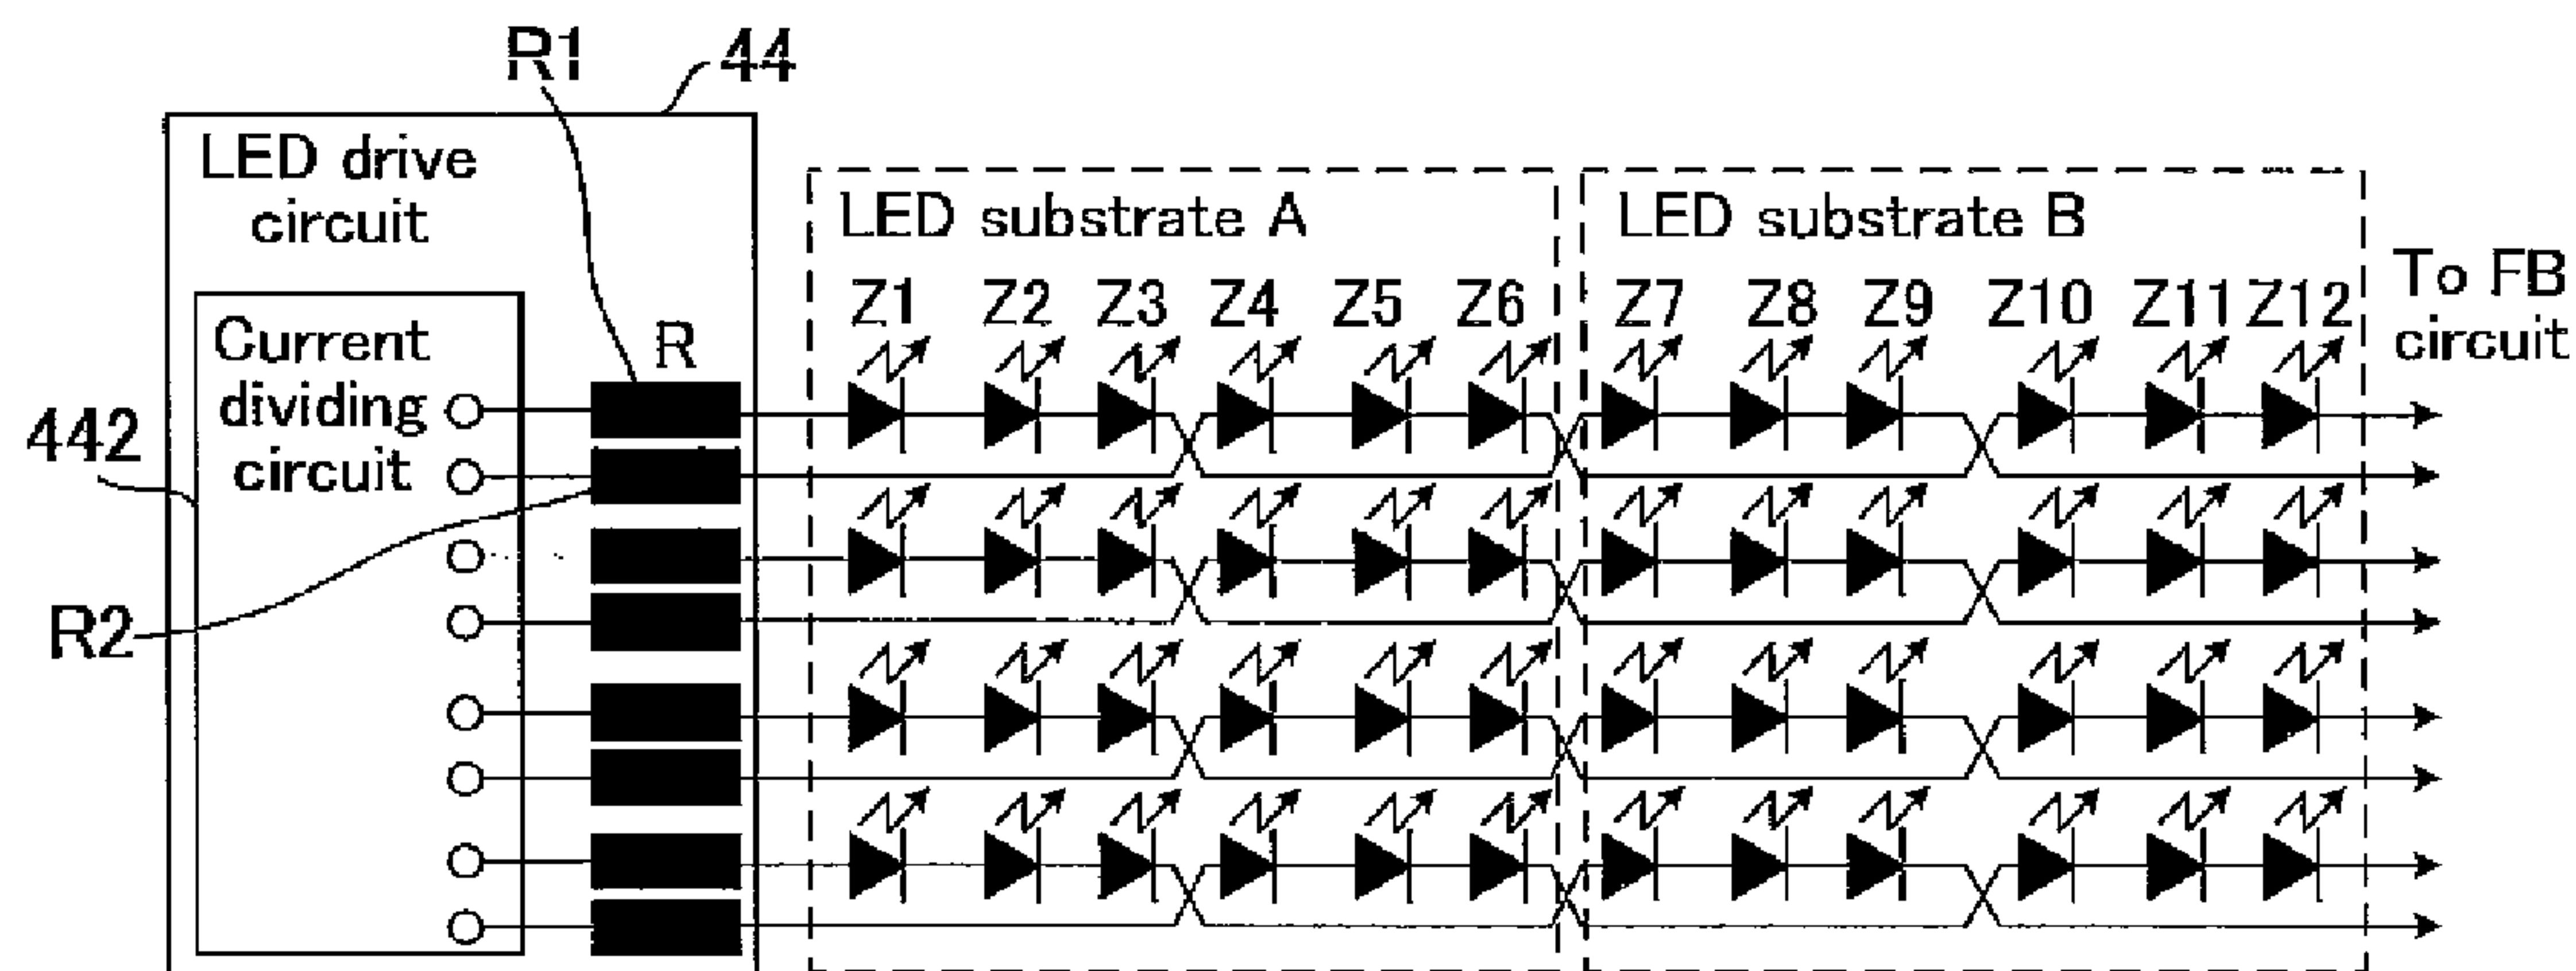 R1
44
LED drive
circuit
LED substrate A
LED substrate B
Z1 Z2 Z3 Z4 Z5 Z6 Z7 Z8 Z9 Z10 Z11 Z12
To FB
circuit
Current
dividing
circuit
R
442
R2